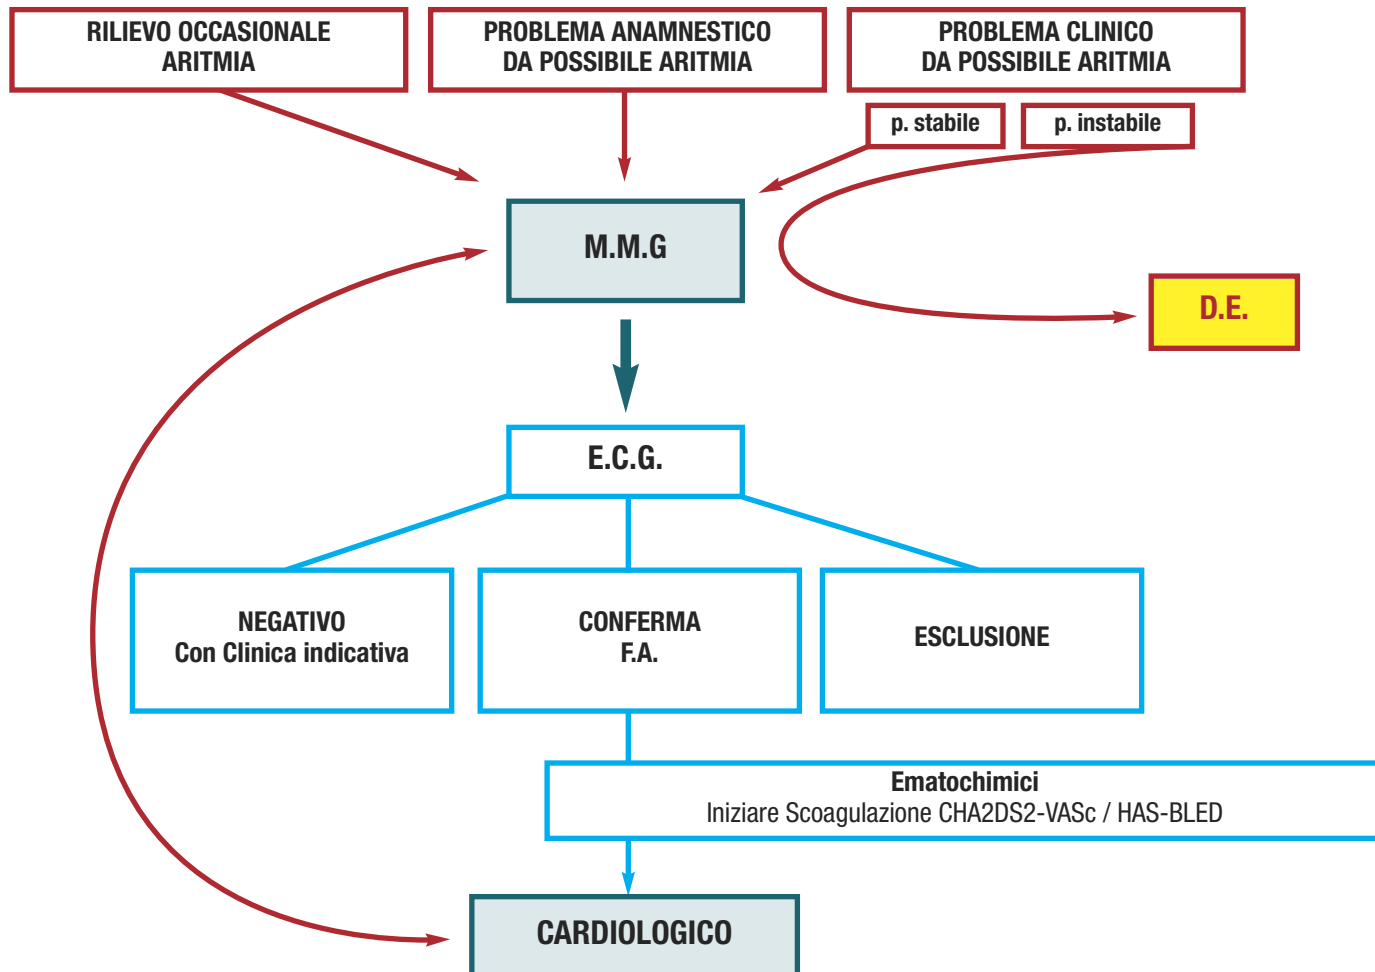 RILIEVO OCCASIONALE
ARITMIA
PROBLEMA ANAMNESTICO
DA POSSIBILE ARITMIA
PROBLEMA CLINICO
DA POSSIBILE ARITMIA
p. stabile
p. instabile
M.M.G
D.E.
E.C.G.
NEGATIVO
Con Clinica indicativa
CONFERMA
F.A.
ESCLUSIONE
Ematochimici
Iniziare Scoagulazione CHA2DS2-VASc / HAS-BLED
CARDIOLOGICO